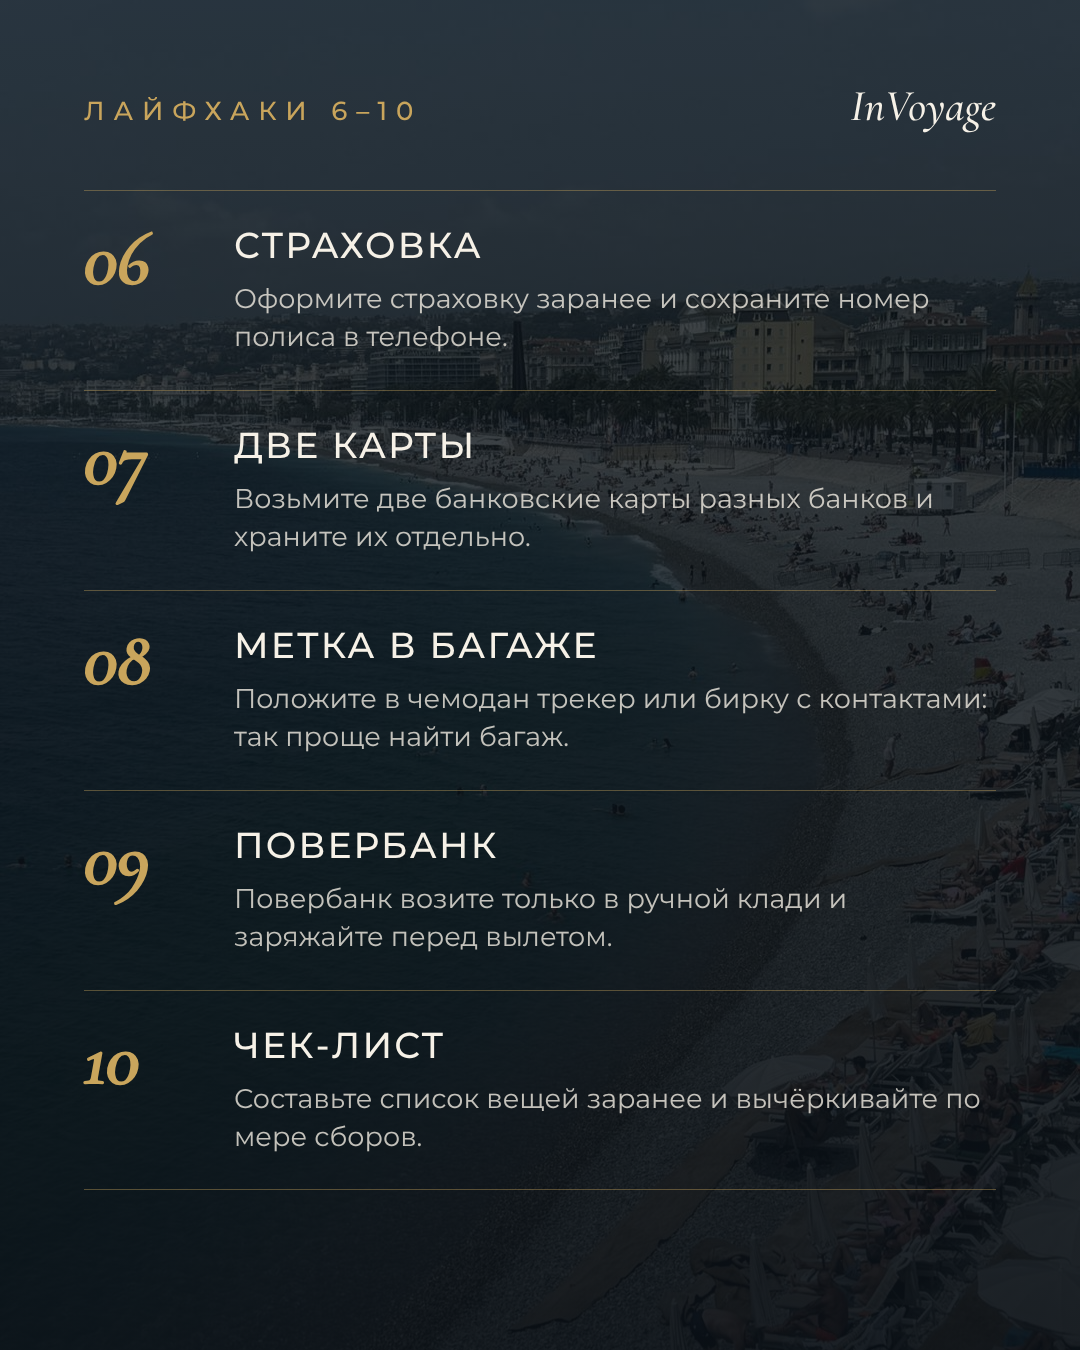 ЛАЙФХАКИ 6–10
InVoyage
06
СТРАХОВКА
Оформите страховку заранее и сохраните номер
полиса в телефоне.
07
ДВЕ КАРТЫ
Возьмите две банковские карты разных банков и
храните их отдельно.
08
МЕТКА В БАГАЖЕ
Положите в чемодан трекер или бирку с контактами:
так проще найти багаж.
09
ПОВЕРБАНК
Повербанк возите только в ручной клади и
заряжайте перед вылетом.
10
ЧЕК-ЛИСТ
Составьте список вещей заранее и вычёркивайте по
мере сборов.